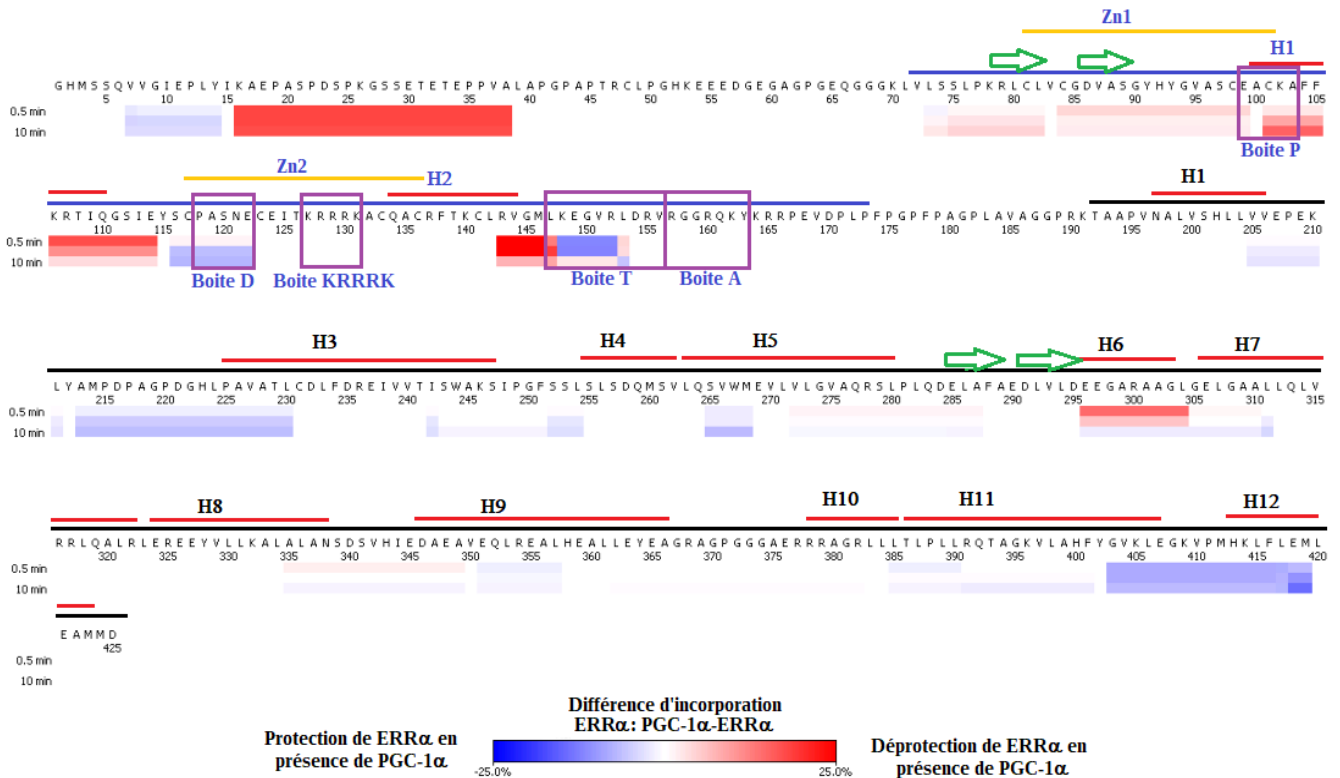 Zn1
H1
GHMSSQVVGIEPLYIKAEPASPDSPKGSSETETEPPVALAPGPAPTRCLPGHKEEEDGEGAGPGEQGGGKLVLSSLPKRLCLVCGDVASGYHYGVASCEACKAFF
5 10 15 20 25 30 35 40 45 50 55 60 65 70 75 80 85 90 95 100 105
0.5 min
10 min
Boite P
Zn2
H2
H1
KRTIQGSIEYSCPASNECEITKRRRKACQACRFTKCLRVGMLKEGVRLDRVRGGRQKYKRRPEVDPLPFPGPFPAGPLAVAGGPRKTAAPVNALVSHLLVVEPEK
110 115 120 125 130 135 140 145 150 155 160 165 170 175 180 185 190 195 200 205 210
0.5 min
10 min
Boite D Boite KRRRK Boite T Boite A
H3 H4 H5 H6 H7
LYAMPDPAGPDGHLPAVATLCDLFDREIVVTISWAKSIPGFSSLSLSDQMSVLQSVWMEVLVLGVAQRSLPLQDELAFAEDLVLDEEGARAAGLGELGAALLQLV
215 220 225 230 235 240 245 250 255 260 265 270 275 280 285 290 295 300 305 310 315
0.5 min
10 min
H8 H9 H10 H11 H12
RRLQALRLEREEYVLLKALALANSDSVHIEDAEAVEQLREALHEALLEYEAGRAGPGGGAERRRAGRLLLTLPLLRQTAGKVLAHFYGVKLEGKVPMHKLFLEML
320 325 330 335 340 345 350 355 360 365 370 375 380 385 390 395 400 405 410 415 420
0.5 min
10 min
EAMMD
425
0.5 min
10 min
Différence d'incorporation
ERRα: PGC-1α-ERRα
Protection de ERRα en
présence de PGC-1α
-25.0% 25.0%
Déprotection de ERRα en
présence de PGC-1α